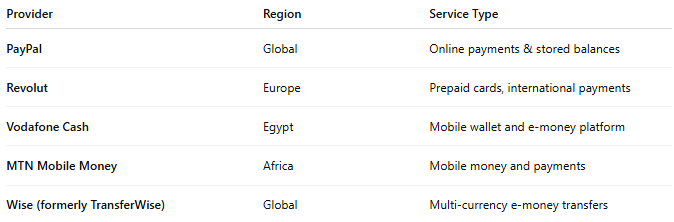 Provider Region Service Type
PayPal Global Online payments & stored balances
Revolut Europe Prepaid cards, international payments
Vodafone Cash Egypt Mobile wallet and e-money platform
MTN Mobile Money Africa Mobile money and payments
Wise (formerly TransferWise) Global Multi-currency e-money transfers